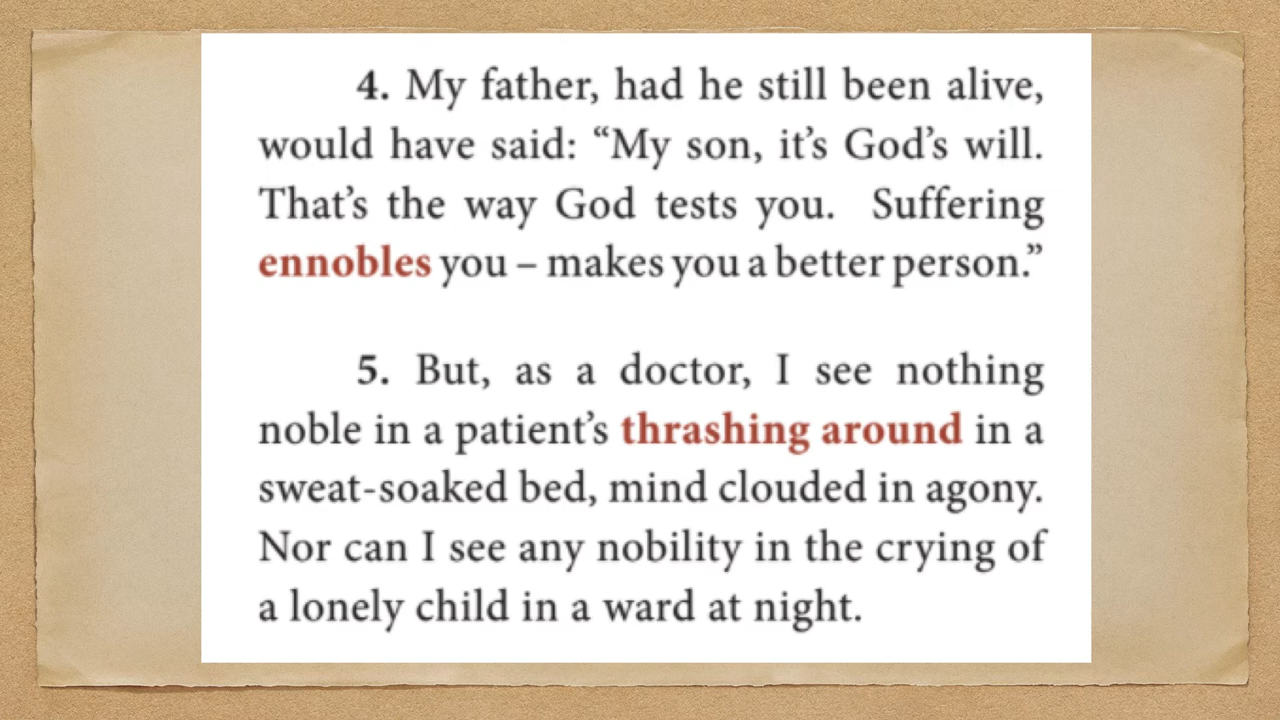 4. My father, had he still been alive,
would have said: “My son, it’s God’s will.
That’s the way God tests you.  Suffering
ennobles you – makes you a better person.”
5. But, as a doctor, I see nothing
noble in a patient’s thrashing around in a
sweat-soaked bed, mind clouded in agony.
Nor can I see any nobility in the crying of
a lonely child in a ward at night.